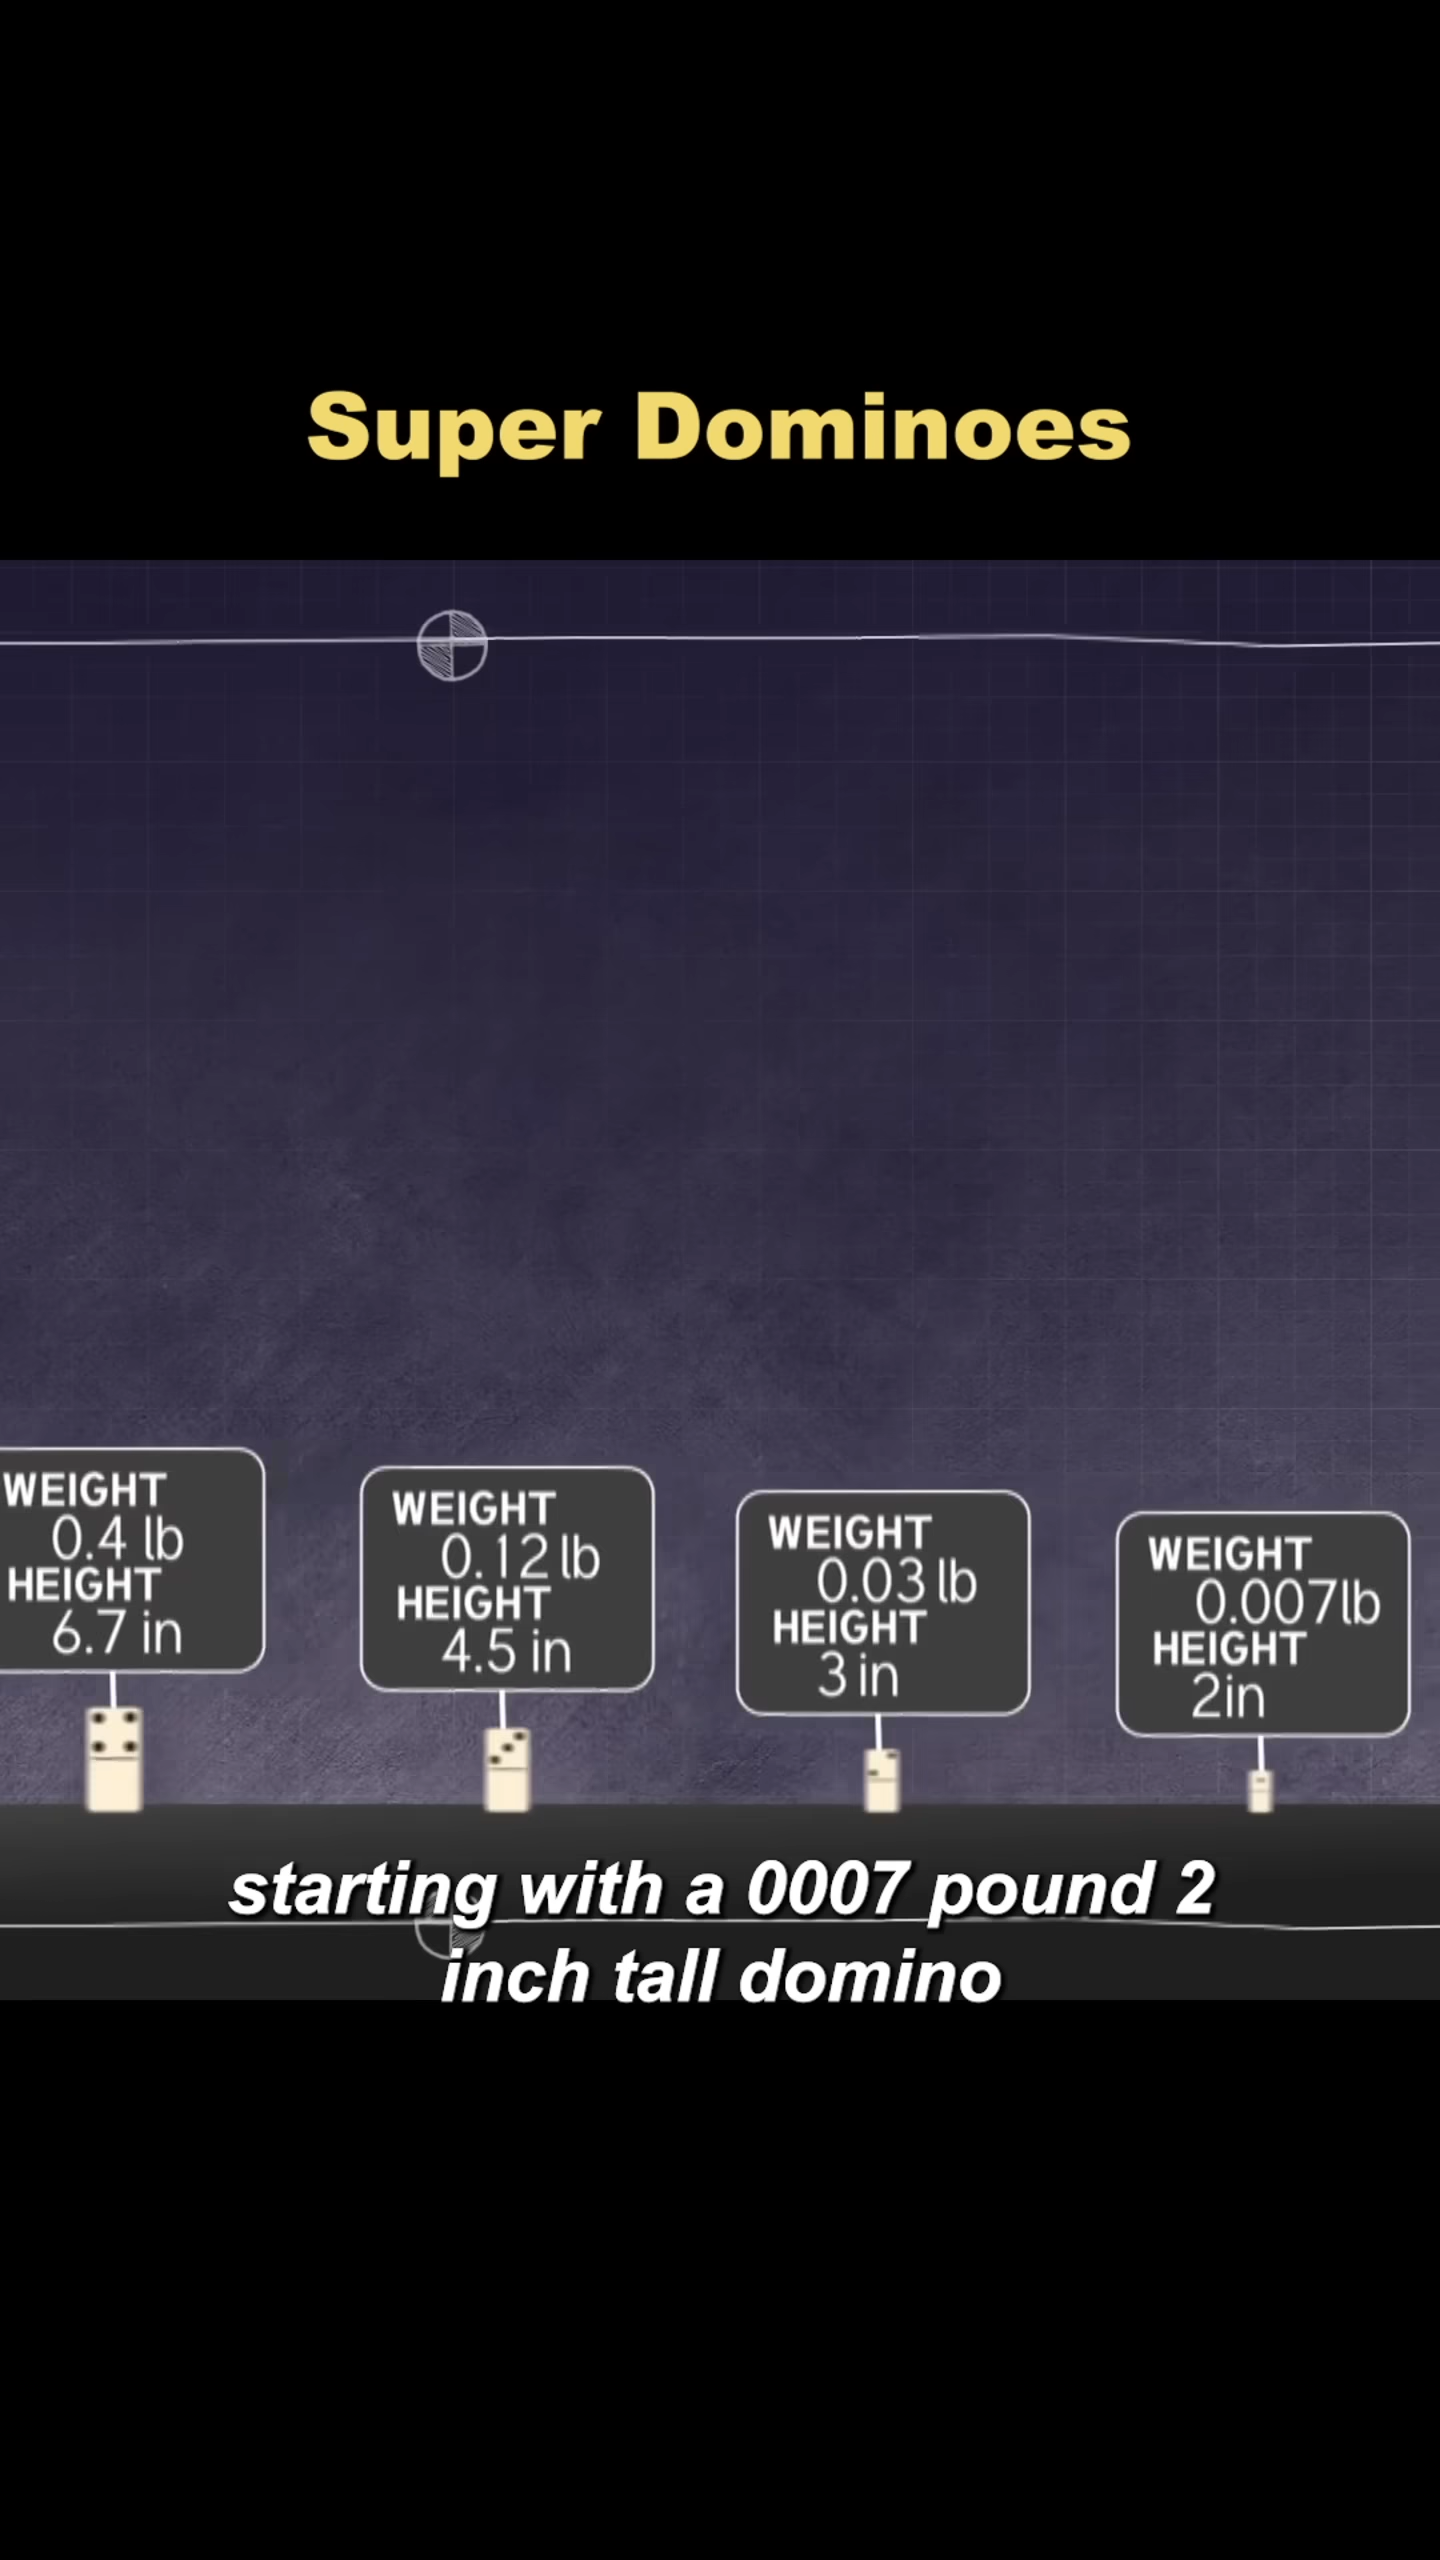 Super Dominoes
WEIGHT
0.4 lb
HEIGHT
6.7 in
WEIGHT
0.12 lb
HEIGHT
4.5 in
WEIGHT
0.03 lb
HEIGHT
3 in
WEIGHT
0.007lb
HEIGHT
2in
starting with a 0007 pound 2
inch tall domino